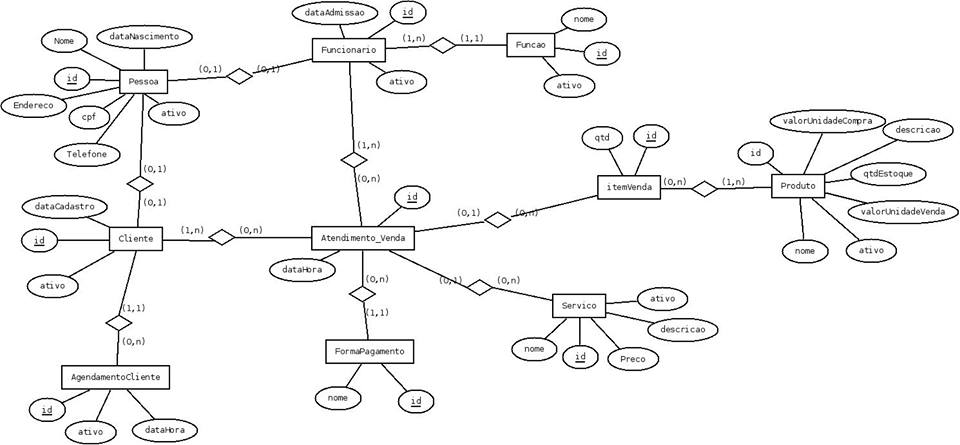 dataAdmissao
id
nome
Funcionario
(1,n)
(1,1)
Funcao
id
ativo
ativo
dataNascimento
Nome
id
Pessoa
(0,1)
(0,1)
Endereco
cpf
ativo
Telefone
(1,n)
(0,n)
(0,1)
(0,1)
qtd
id
itemVenda
(0,n)
(1,n)
valorUnidadeCompra
descricao
id
Produto
qtdEstoque
valorUnidadeVenda
nome
ativo
dataCadastro
id
Cliente
ativo
(1,n)
(0,n)
id
Atendimento_Venda
(0,1)
(0,n)
dataHora
(0,n)
(1,1)
(0,1)
(0,n)
Servico
ativo
descricao
nome
id
Preco
FormaPagamento
nome
id
(1,1)
(0,n)
AgendamentoCliente
id
ativo
dataHora